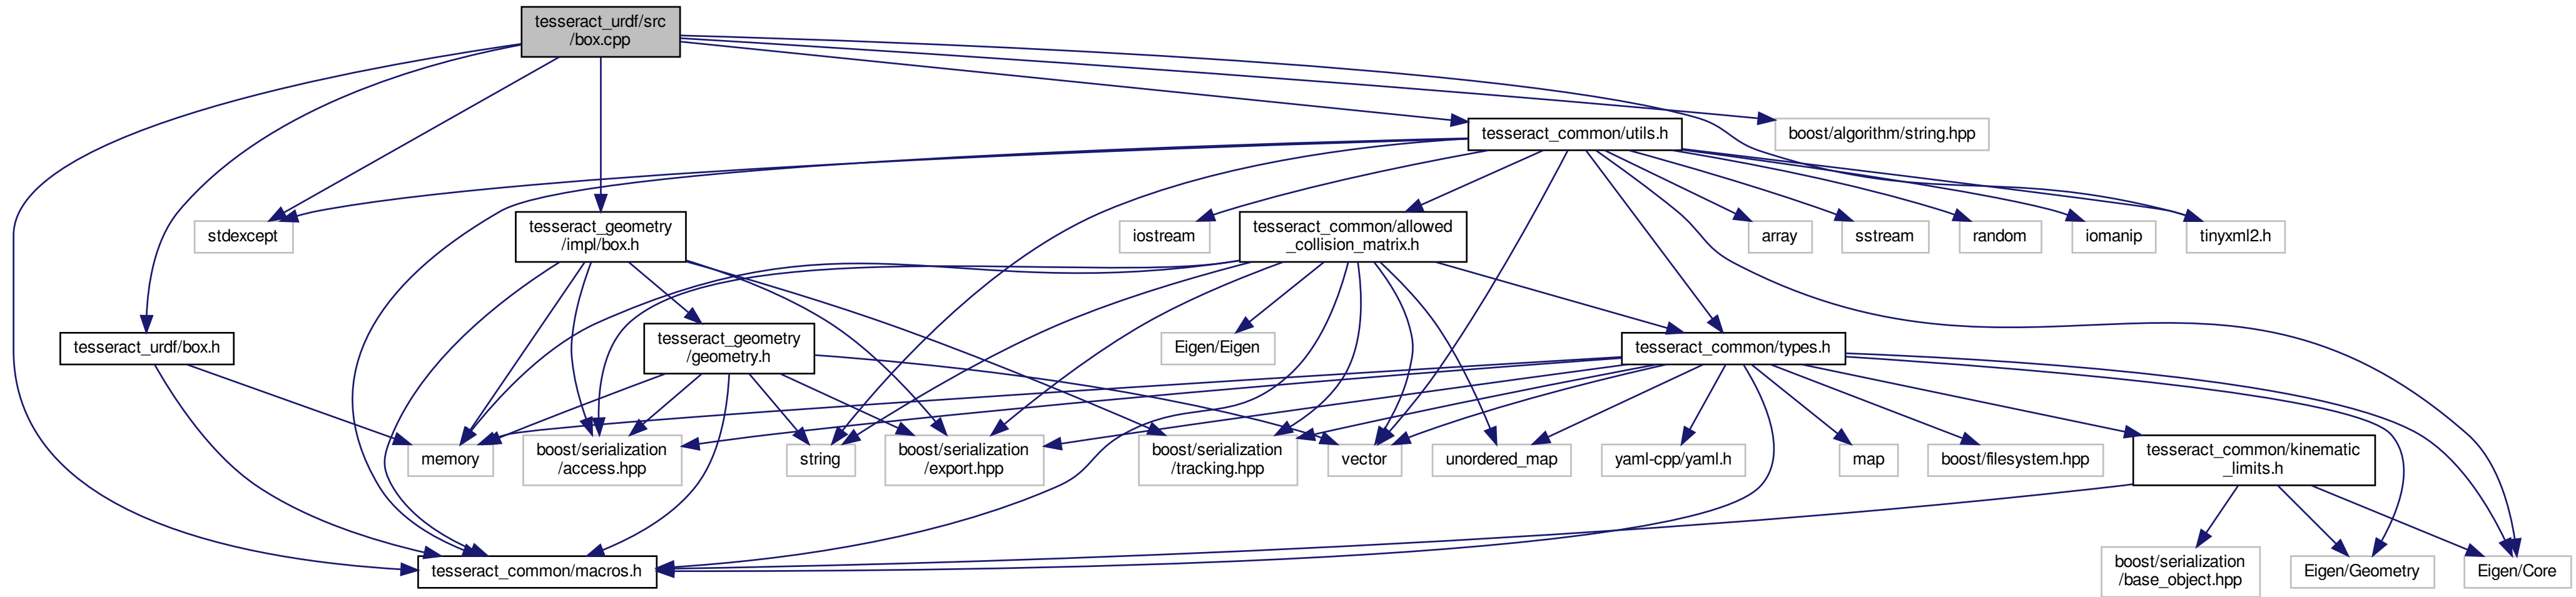 tesseract_urdf/src
/box.cpp
tesseract_common/utils.h
boost/algorithm/string.hpp
stdexcept
tesseract_geometry
/impl/box.h
iostream
tesseract_common/allowed
_collision_matrix.h
array
sstream
random
iomanip
tinyxml2.h
tesseract_urdf/box.h
tesseract_geometry
/geometry.h
Eigen/Eigen
tesseract_common/types.h
memory
boost/serialization
/access.hpp
string
boost/serialization
/export.hpp
boost/serialization
/tracking.hpp
vector
unordered_map
yaml-cpp/yaml.h
map
boost/filesystem.hpp
tesseract_common/kinematic
_limits.h
tesseract_common/macros.h
boost/serialization
/base_object.hpp
Eigen/Geometry
Eigen/Core